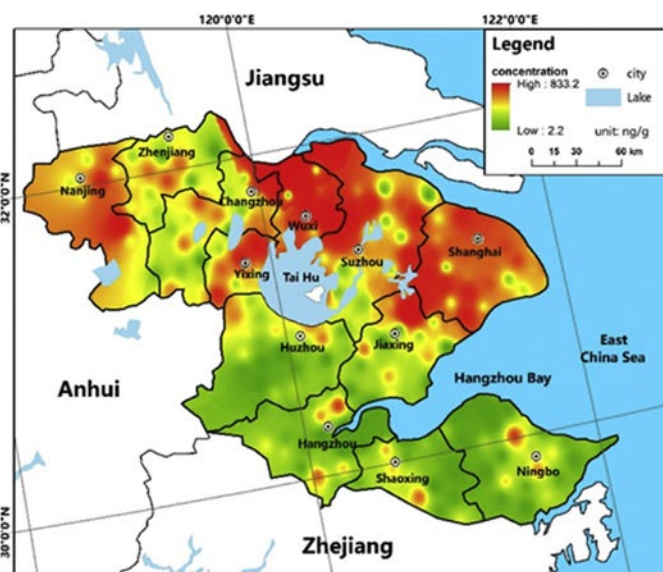 120°0'0"E
122°0'0"E
Legend
concentration
High : 833.2
Low : 2.2
city
Lake
unit: ng/g
0 15 30 60 km
Jiangsu
Zhenjiang
Nanjing
Changzhou
Wuxi
Shanghai
Suzhou
Yixing
Tai Hu
Huzhou
Jiaxing
East
China Sea
Anhui
Hangzhou Bay
Hangzhou
Shaoxing
Ningbo
Zhejiang
32°0'0"N
30°0'0"N